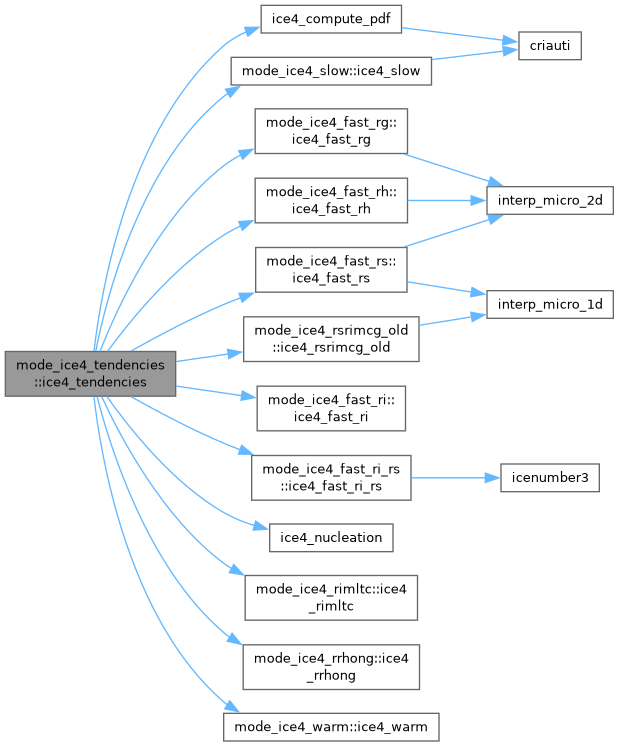 ice4_compute_pdf
criauti
mode_ice4_slow::ice4_slow
mode_ice4_fast_rg::
ice4_fast_rg
mode_ice4_fast_rh::
ice4_fast_rh
interp_micro_2d
mode_ice4_fast_rs::
ice4_fast_rs
interp_micro_1d
mode_ice4_rsrimcg_old
::ice4_rsrimcg_old
mode_ice4_tendencies
::ice4_tendencies
mode_ice4_fast_ri::
ice4_fast_ri
mode_ice4_fast_ri_rs
::ice4_fast_ri_rs
icenumber3
ice4_nucleation
mode_ice4_rimltc::ice4
_rimltc
mode_ice4_rrhong::ice4
_rrhong
mode_ice4_warm::ice4_warm